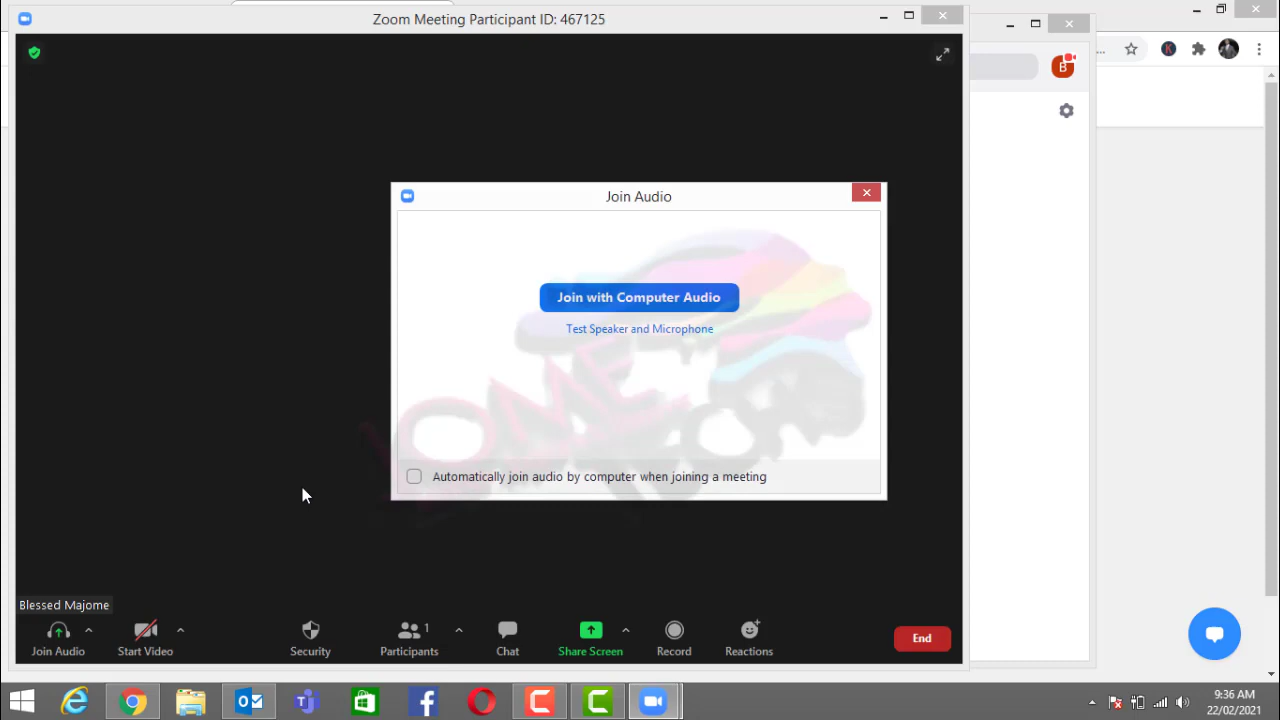 Zoom Meeting Participant ID: 467125
...
B
Join Audio
Join with Computer Audio
Test Speaker and Microphone
Automatically join audio by computer when joining a meeting
Blessed Majome
1
Join Audio
Start Video
Security
Participants
Chat
Share Screen
Record
Reactions
End
9:36 AM
22/02/2021